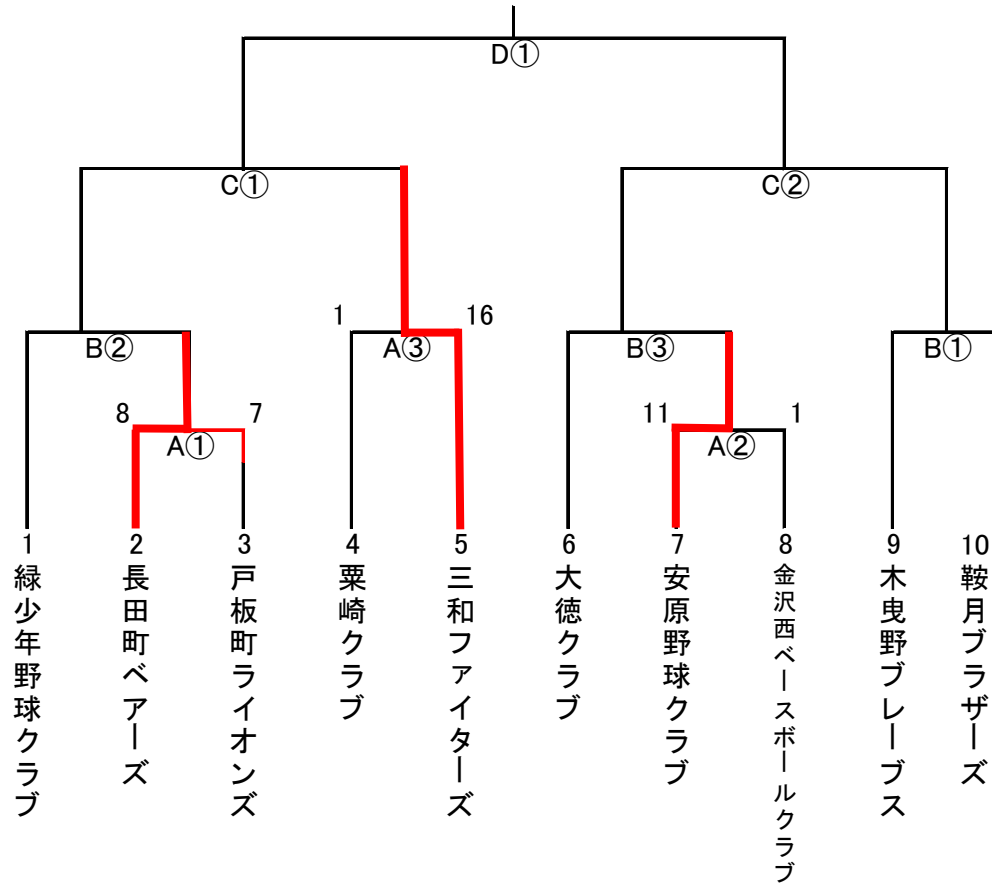 D①
C①
C②
1
16
B②
A③
B③
B①
8
7
11
1
A①
A②
1
2
3
4
5
6
7
8
9
10
緑少年野球クラブ
長田町ベアーズ
戸板町ライオンズ
粟崎クラブ
三和ファイターズ
大徳クラブ
安原野球クラブ
金沢西ベースボールクラブ
木曳野ブレーブス
鞍月ブラザーズ